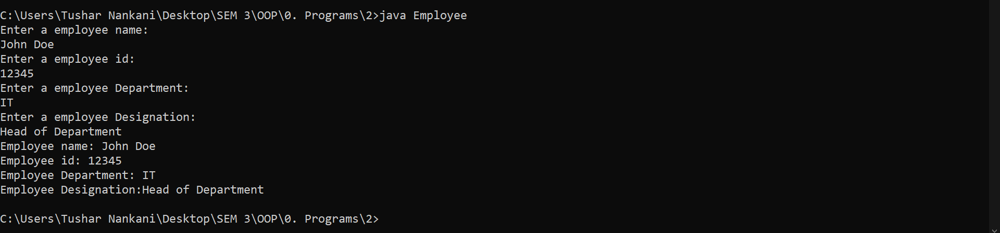 C:\Users\Tushar Nankani\Desktop\SEM 3\OOP\0. Programs\2>java Employee
Enter a employee name:
John Doe
Enter a employee id:
12345
Enter a employee Department:
IT
Enter a employee Designation:
Head of Department
Employee name: John Doe
Employee id: 12345
Employee Department: IT
Employee Designation:Head of Department
C:\Users\Tushar Nankani\Desktop\SEM 3\OOP\0. Programs\2>